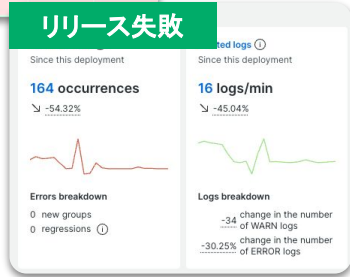 リリース失敗
ted logs
Since this deployment
Since this deployment
164 occurrences
-54.32%
16 logs/min
-45.04%
Errors breakdown
0 new groups
0 regressions
Logs breakdown
-34 change in the number
of WARN logs
-30.25% change in the number
of ERROR logs